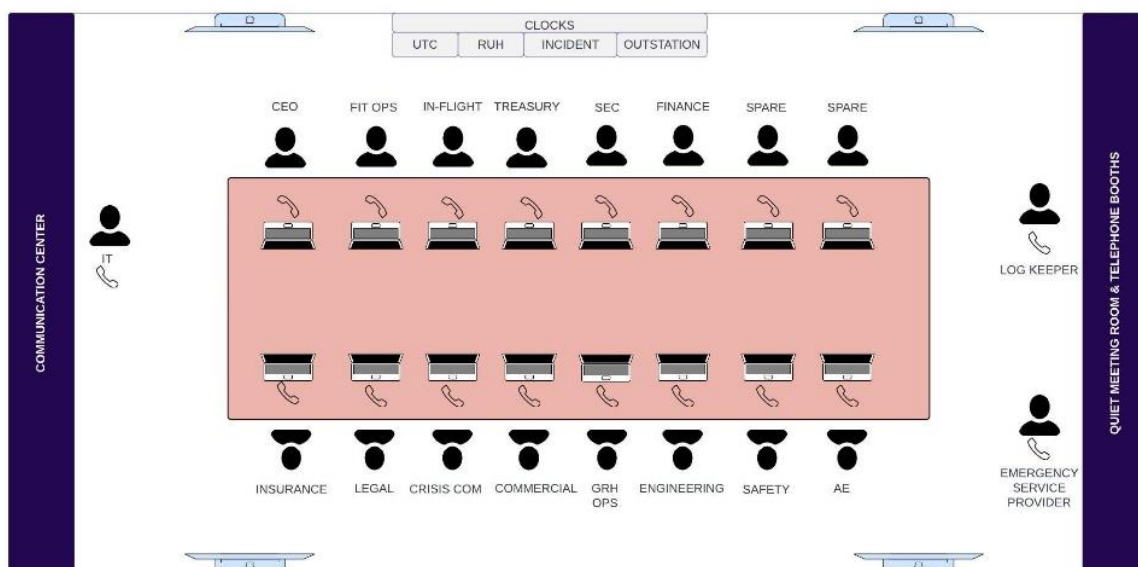 CLOCKS
UTC RUH INCIDENT OUTSTATION
CEO FIT OPS IN-FLIGHT TREASURY SEC FINANCE SPARE SPARE
COMMUNICATION CENTER
IT
LOG KEEPER
QUIET MEETING ROOM & TELEPHONE BOOTHS
INSURANCE LEGAL CRISIS COM COMMERCIAL GRH ENGINEERING SAFETY AE
OPS
EMERGENCY
SERVICE
PROVIDER